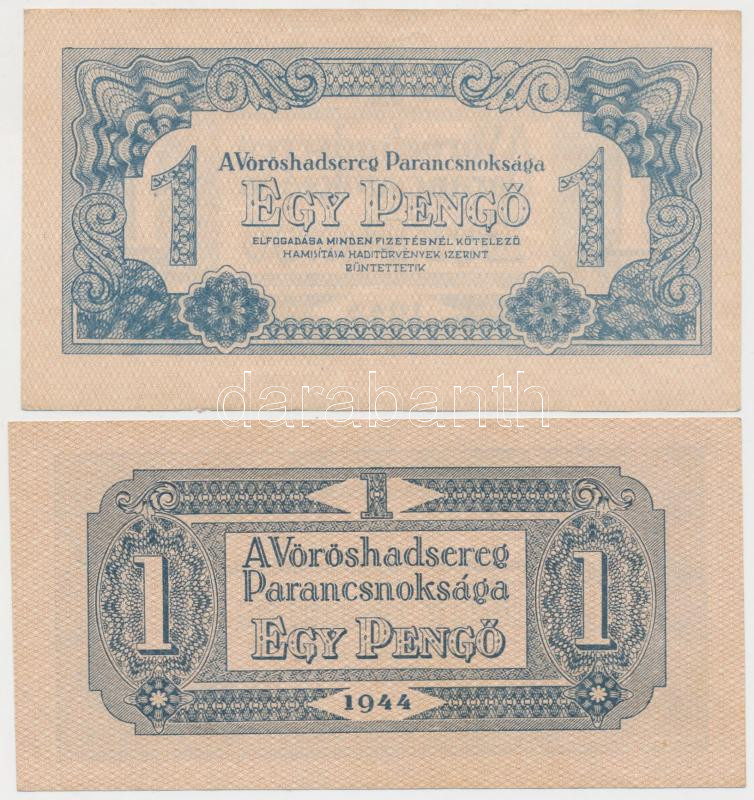 1
A Vöröshadsereg Parancsnoksága
1
EGY PENGŐ
ELFOGADÁSA MINDEN FIZETÉSNÉL KÖTELEZŐ
HAMISÍTÁSA HADITÖRVÉNYEK SZERINT
BÜNTETTETIK
darabanth
1
1
A Vöröshadsereg
Parancsnoksága
1
EGY PENGŐ
1944